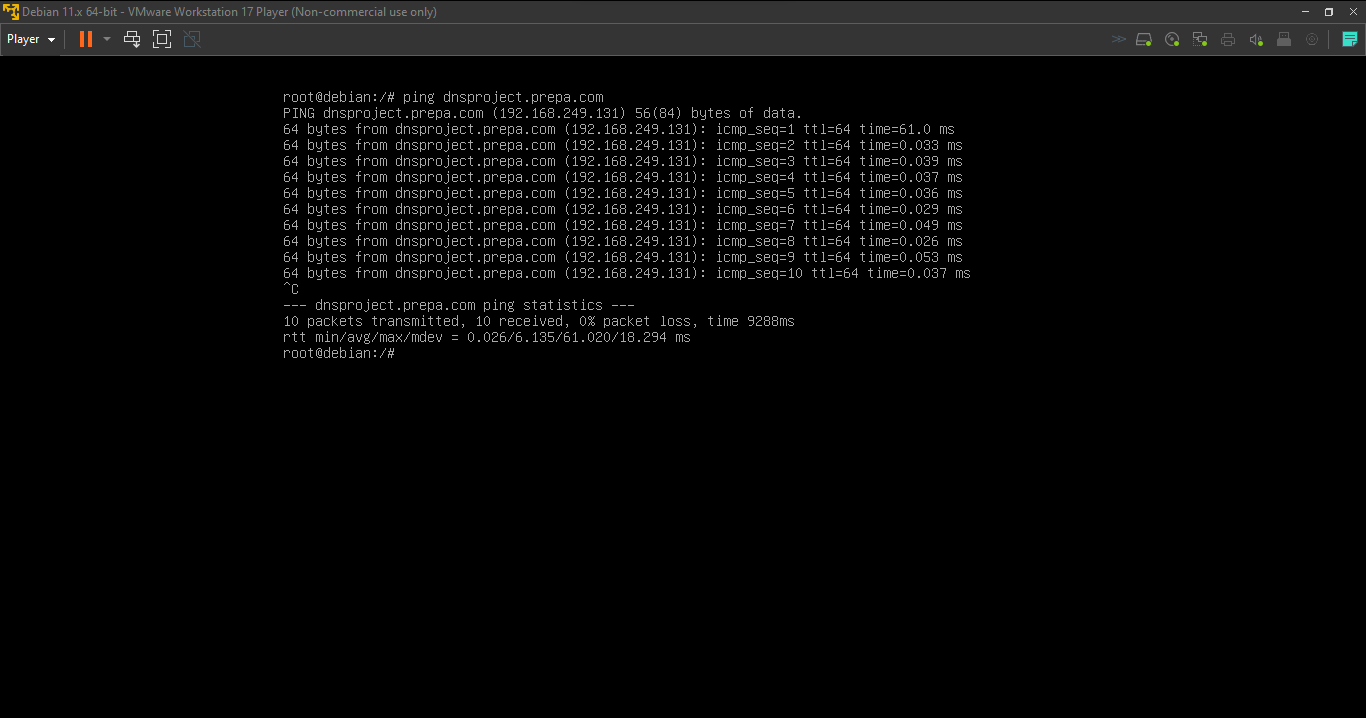 Debian 11.x 64-bit - VMware Workstation 17 Player (Non-commercial use only)
Player
root@debian:/# ping dnsproject.prepa.com
PING dnsproject.prepa.com (192.168.249.131) 56(84) bytes of data.
64 bytes from dnsproject.prepa.com (192.168.249.131): icmp_seq=1 ttl=64 time=61.0 ms
64 bytes from dnsproject.prepa.com (192.168.249.131): icmp_seq=2 ttl=64 time=0.033 ms
64 bytes from dnsproject.prepa.com (192.168.249.131): icmp_seq=3 ttl=64 time=0.039 ms
64 bytes from dnsproject.prepa.com (192.168.249.131): icmp_seq=4 ttl=64 time=0.037 ms
64 bytes from dnsproject.prepa.com (192.168.249.131): icmp_seq=5 ttl=64 time=0.036 ms
64 bytes from dnsproject.prepa.com (192.168.249.131): icmp_seq=6 ttl=64 time=0.029 ms
64 bytes from dnsproject.prepa.com (192.168.249.131): icmp_seq=7 ttl=64 time=0.049 ms
64 bytes from dnsproject.prepa.com (192.168.249.131): icmp_seq=8 ttl=64 time=0.026 ms
64 bytes from dnsproject.prepa.com (192.168.249.131): icmp_seq=9 ttl=64 time=0.053 ms
64 bytes from dnsproject.prepa.com (192.168.249.131): icmp_seq=10 ttl=64 time=0.037 ms
^C
--- dnsproject.prepa.com ping statistics ---
10 packets transmitted, 10 received, 0% packet loss, time 9288ms
rtt min/avg/max/mdev = 0.026/6.135/61.020/18.294 ms
root@debian:/#